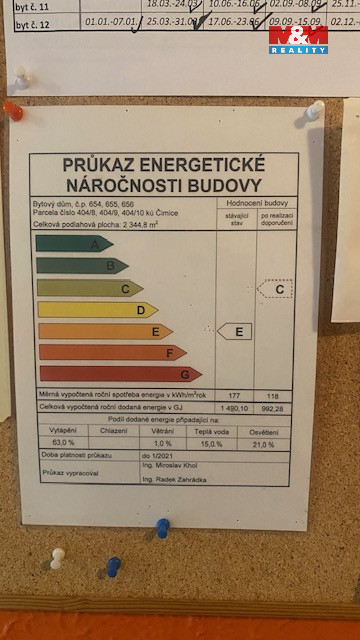 byt č. 11 18.03.-24.03 10.06.-16.06 02.09.-08.09 25.11.-
byt č. 12 01.01.-07.01. 25.03.-31.03 17.06.-23.06 09.09.-15.09. 02.12.-
M&M
REALITY
PRŮKAZ ENERGETICKÉ
NÁROČNOSTI BUDOVY
Bytový dům, č.p. 654, 655, 656
Parcela číslo 404/8, 404/9, 404/10 kú Čimice
Celková podlahová plocha: 2 344,8 m²
Hodnocení budovy
stávající stav
po realizaci doporučení
A
B
C
C
D
E
E
F
G
Měrná vypočtená roční spotřeba energie v kWh/m²rok 177 118
Celková vypočtená roční dodaná energie v GJ 1 490,10 992,28
Podíl dodané energie připadající na:
Vytápění Chlazení Větrání Teplá voda Osvětlení
63,0 % 1,0 % 15,0 % 21,0 %
Doba platnosti průkazu do 1/2021
Průkaz vypracoval Ing. Miroslav Khol
Ing. Radek Zahrádka